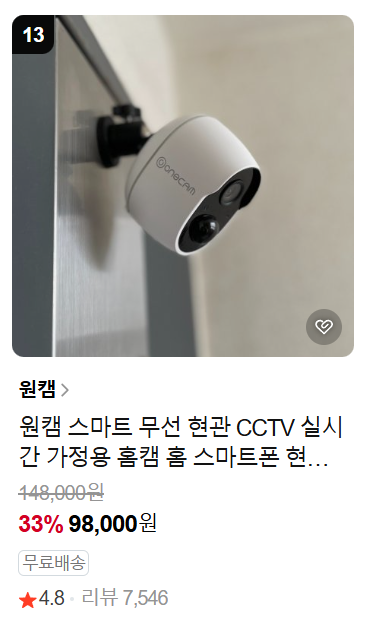 13
ONECAM
원캠
원캠 스마트 무선 현관 CCTV 실시
간 가정용 홈캠 홈 스마트폰 현…
148,000원
33% 98,000원
무료배송
4.8 리뷰 7,546